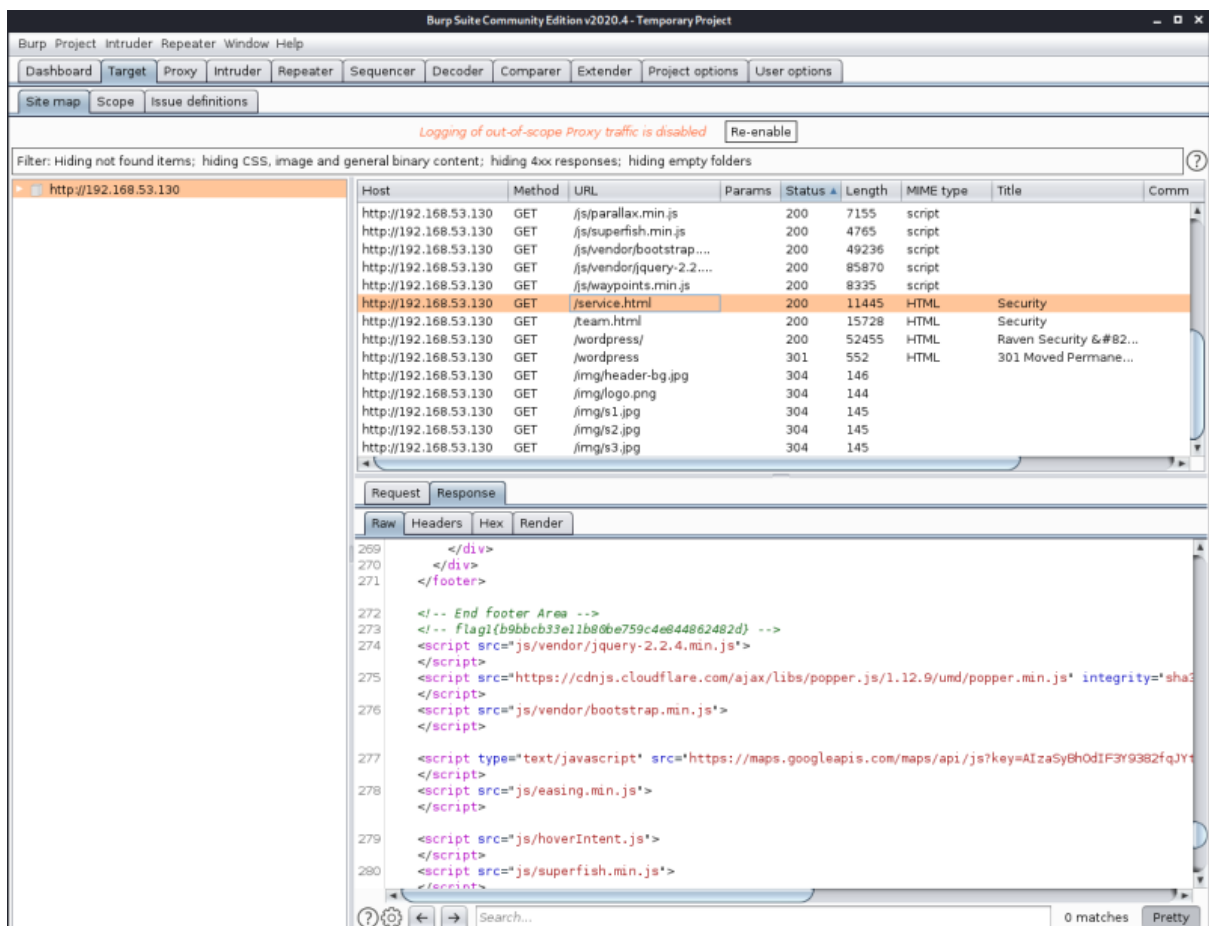 Burp Suite Community Edition v2020.4 - Temporary Project
Burp Project Intruder Repeater Window Help
Dashboard Target Proxy Intruder Repeater Sequencer Decoder Comparer Extender Project options User options
Site map Scope Issue definitions
Logging of out-of-scope Proxy traffic is disabled Re-enable
Filter: Hiding not found items; hiding CSS, image and general binary content; hiding 4xx responses; hiding empty folders
http://192.168.53.130
Host Method URL Params Status Length MIME type Title Comm
http://192.168.53.130 GET /js/parallax.min.js 200 7155 script
http://192.168.53.130 GET /js/superfish.min.js 200 4765 script
http://192.168.53.130 GET /js/vendor/bootstrap.... 200 49236 script
http://192.168.53.130 GET /js/vendor/jquery-2.2.... 200 85870 script
http://192.168.53.130 GET /js/waypoints.min.js 200 8335 script
http://192.168.53.130 GET /service.html 200 11445 HTML Security
http://192.168.53.130 GET /team.html 200 15728 HTML Security
http://192.168.53.130 GET /wordpress/ 200 52455 HTML Raven Security &#82...
http://192.168.53.130 GET /wordpress 301 552 HTML 301 Moved Permane...
http://192.168.53.130 GET /img/header-bg.jpg 304 146
http://192.168.53.130 GET /img/logo.png 304 144
http://192.168.53.130 GET /img/s1.jpg 304 145
http://192.168.53.130 GET /img/s2.jpg 304 145
http://192.168.53.130 GET /img/s3.jpg 304 145
Request Response
Raw Headers Hex Render
269 </div>
270 </div>
271 </footer>
272 <!-- End footer Area -->
273 <!-- flag1{b9bbcb33e11b80be759c4e844862482d} -->
274 <script src="js/vendor/jquery-2.2.4.min.js">
</script>
275 <script src="https://cdnjs.cloudflare.com/ajax/libs/popper.js/1.12.9/umd/popper.min.js" integrity="sha3
</script>
276 <script src="js/vendor/bootstrap.min.js">
</script>
277 <script type="text/javascript" src="https://maps.googleapis.com/maps/api/js?key=AIzaSyBhOdIF3Y9382fqJYt
</script>
278 <script src="js/easing.min.js">
</script>
279 <script src="js/hoverIntent.js">
</script>
280 <script src="js/superfish.min.js">
</script>
Search... 0 matches Pretty